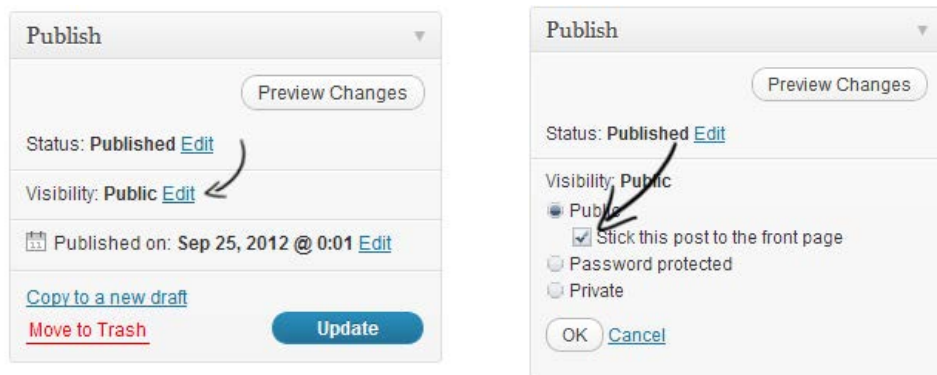 Publish
Preview Changes
Status: Published Edit
Visibility: Public Edit
11
Published on: Sep 25, 2012 @ 0:01 Edit
Copy to a new draft
Move to Trash
Update
Publish
Preview Changes
Status: Published Edit
Visibility: Public
Public
Stick this post to the front page
Password protected
Private
OK Cancel